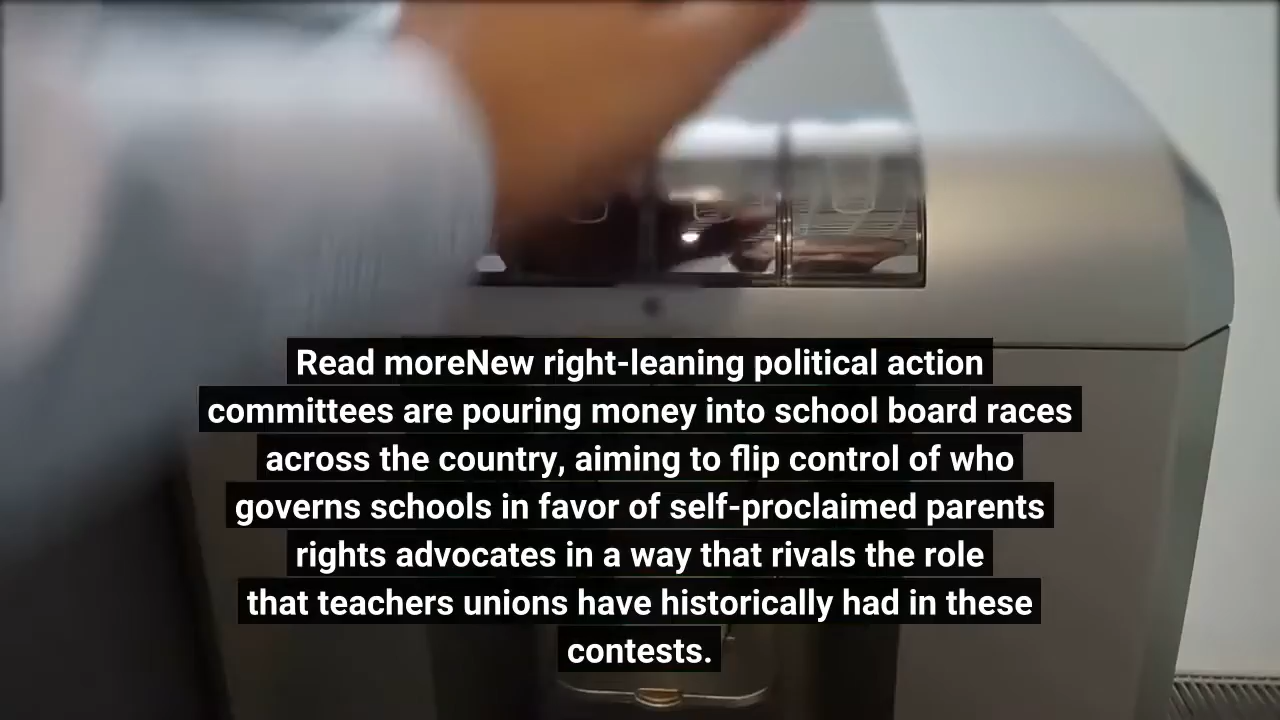 Read moreNew right-leaning political action
committees are pouring money into school board races
across the country, aiming to flip control of who
governs schools in favor of self-proclaimed parents
rights advocates in a way that rivals the role
that teachers unions have historically had in these
contests.